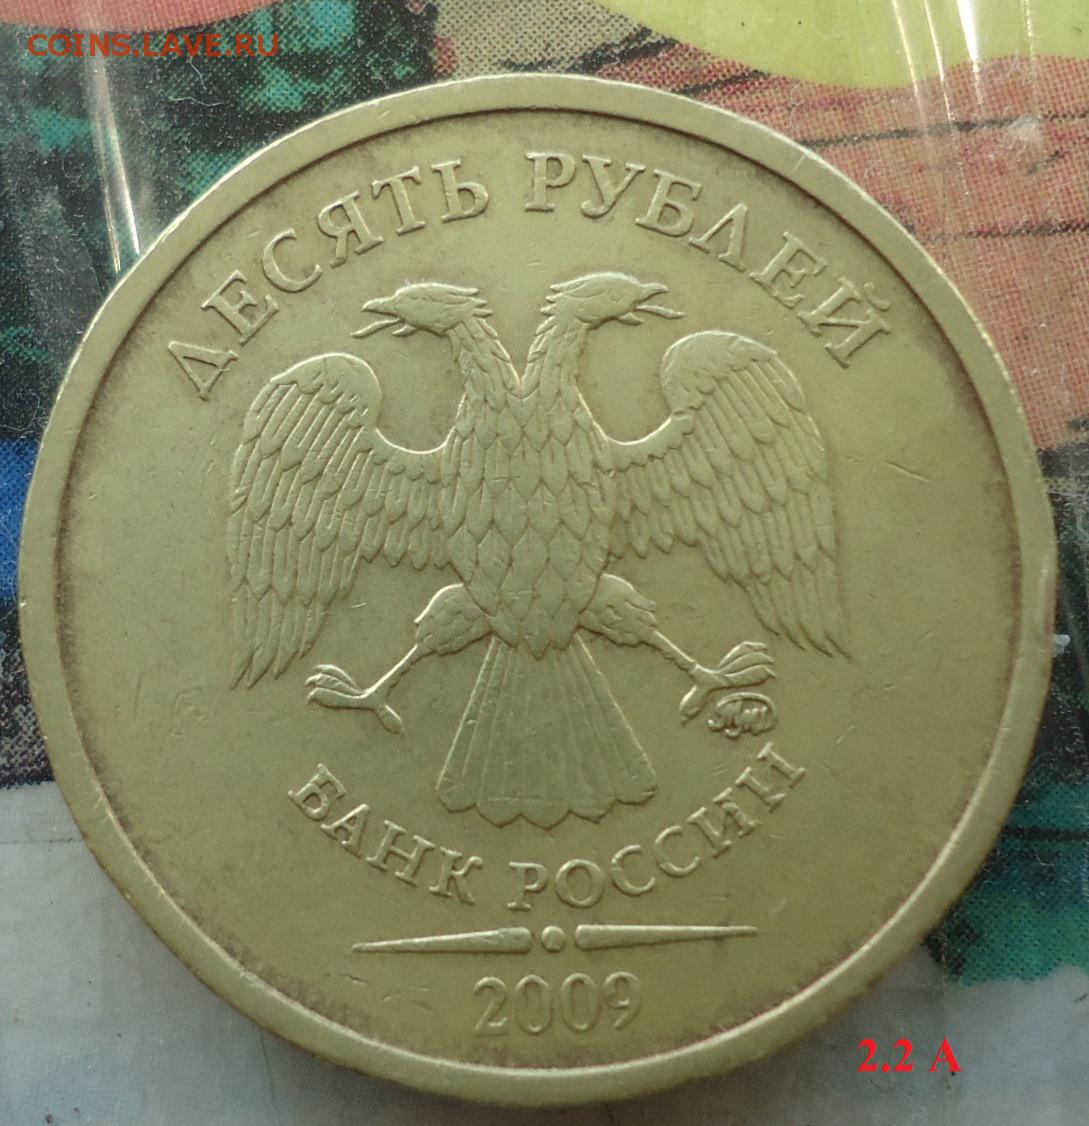 COINS.LAVE.RU
ДЕСЯТЬ РУБЛЕЙ
ММД
БАНК РОССИИ
2009
2.2 А